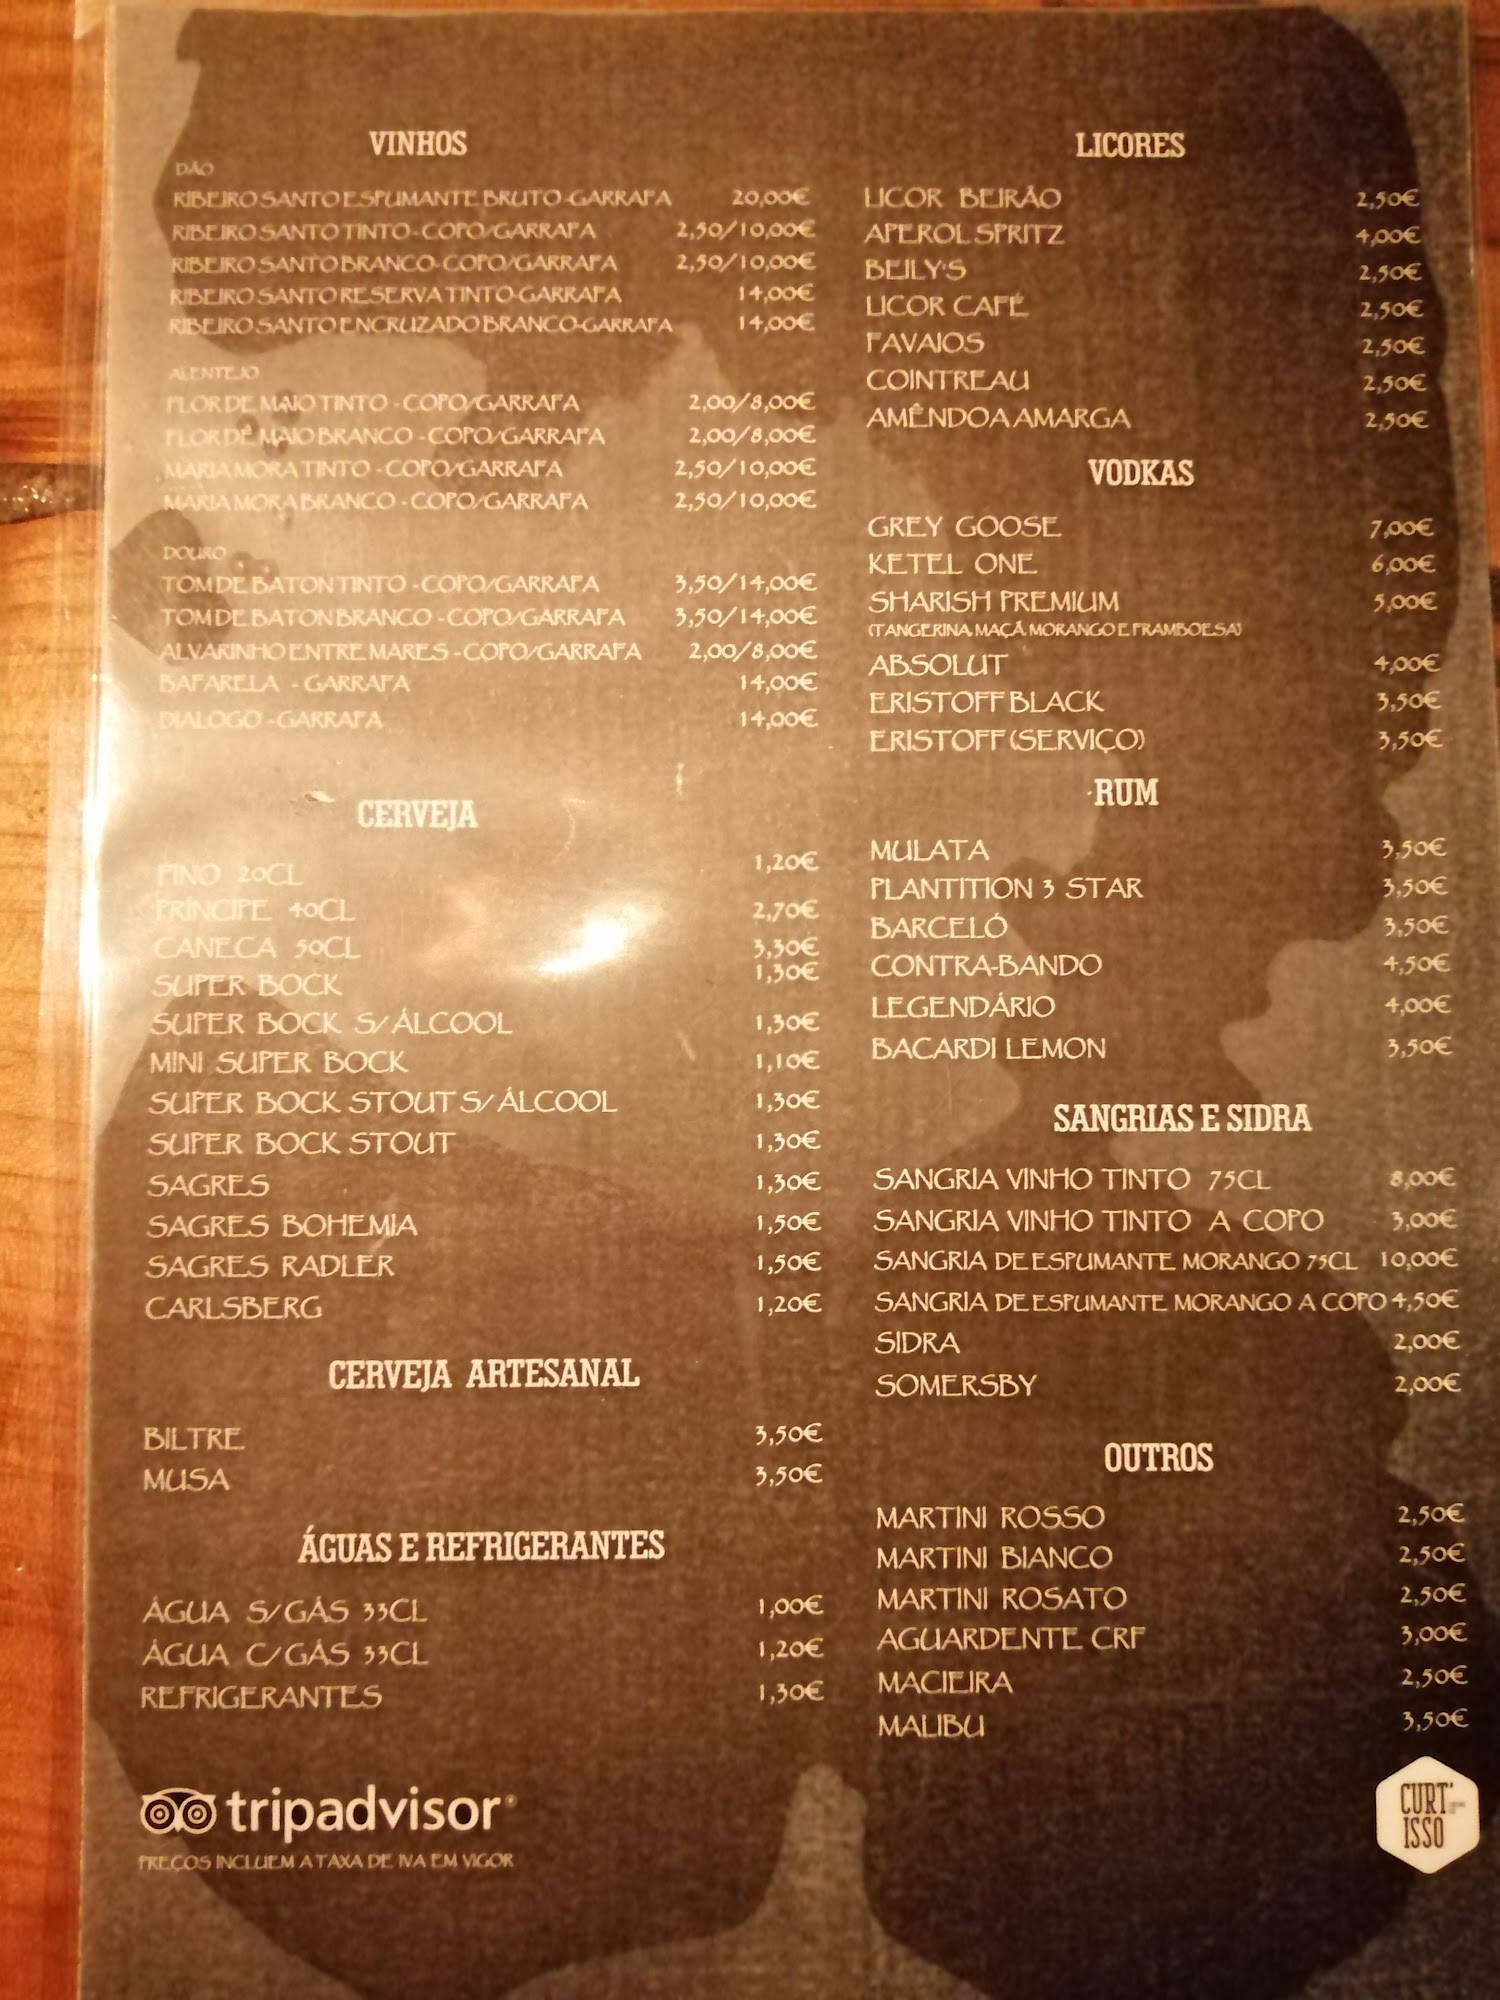 VINHOS
DÃO
RIBEIRO SANTO ESPUMANTE BRUTO-GARRAFA 20,00€
RIBEIRO SANTO TINTO-COPO/GARRAFA 2,50/10,00€
RIBEIRO SANTO BRANCO-COPO/GARRAFA 2,50/10,00€
RIBEIRO SANTO RESERVA TINTO-GARRAFA 14,00€
RIBEIRO SANTO ENCRUZADO BRANCO-GARRAFA 14,00€
ALENTEJO
FLOR DE MAIO TINTO - COPO/GARRAFA 2,00/8,00€
FLOR DE MAIO BRANCO - COPO/GARRAFA 2,00/8,00€
MARIA MORA TINTO - COPO/GARRAFA 2,50/10,00€
MARIA MORA BRANCO - COPO/GARRAFA 2,50/10,00€
DOURO
TOM DE BATON TINTO - COPO/GARRAFA 3,50/14,00€
TOM DE BATON BRANCO - COPO/GARRAFA 3,50/14,00€
ALVARINHO ENTRE MARES - COPO/GARRAFA 2,00/8,00€
BAFARELA - GARRAFA 14,00€
DIALOGO - GARRAFA 14,00€
CERVEJA
FINO 20CL 1,20€
PRÍNCIPE 40CL 2,70€
CANECA 50CL 3,30€
SUPER BOCK 1,30€
SUPER BOCK S/ÁLCOOL 1,30€
MINI SUPER BOCK 1,10€
SUPER BOCK STOUT S/ÁLCOOL 1,30€
SUPER BOCK STOUT 1,30€
SAGRES 1,30€
SAGRES BOHEMIA 1,50€
SAGRES RADLER 1,50€
CARLSBERG 1,20€
CERVEJA ARTESANAL
BILTRE 3,50€
MUSA 3,50€
ÁGUAS E REFRIGERANTES
ÁGUA S/GÁS 33CL 1,00€
ÁGUA C/GÁS 33CL 1,20€
REFRIGERANTES 1,30€
tripadvisor®
PREÇOS INCLUEM A TAXA DE IVA EM VIGOR
LICORES
LICOR BEIRÃO 2,50€
APEROL SPRITZ 4,00€
BEILY'S 2,50€
LICOR CAFÉ 2,50€
FAVAIOS 2,50€
COINTREAU 2,50€
AMÊNDOA AMARGA 2,50€
VODKAS
GREY GOOSE 7,00€
KETEL ONE 6,00€
SHARISH PREMIUM 5,00€
(TANGERINA, MAÇÃ, MORANGO E FRAMBOESA)
ABSOLUT 4,00€
ERISTOFF BLACK 3,50€
ERISTOFF (SERVIÇO) 3,50€
RUM
MULATA 3,50€
PLANTITION 3 STAR 3,50€
BARCELÓ 3,50€
CONTRA-BANDO 4,50€
LEGENDÁRIO 4,00€
BACARDI LEMON 3,50€
SANGRIAS E SIDRA
SANGRIA VINHO TINTO 75CL 8,00€
SANGRIA VINHO TINTO A COPO 3,00€
SANGRIA DE ESPUMANTE MORANGO 75CL 10,00€
SANGRIA DE ESPUMANTE MORANGO A COPO 4,50€
SIDRA 2,00€
SOMERSBY 2,00€
OUTROS
MARTINI ROSSO 2,50€
MARTINI BIANCO 2,50€
MARTINI ROSATO 2,50€
AGUARDENTE CRF 3,00€
MACIEIRA 2,50€
MALIBU 3,50€
CURT'
ISSO